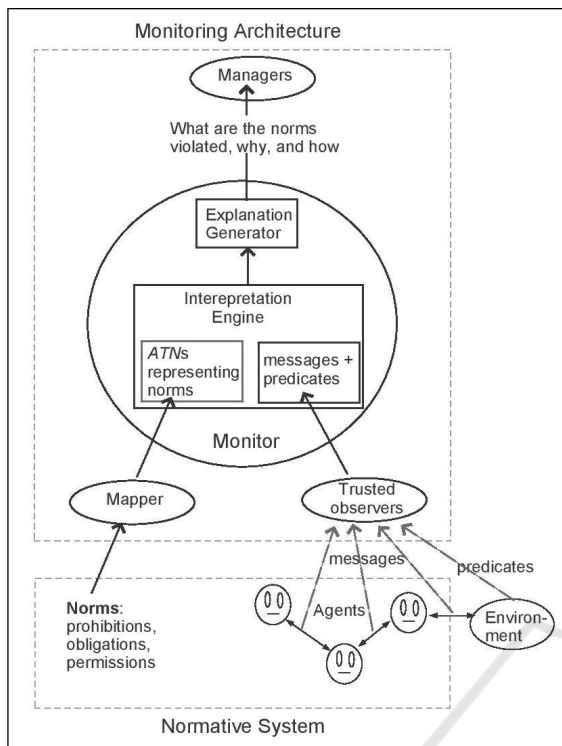 Monitoring Architecture
Managers
What are the norms
violated, why, and how
Explanation
Generator
Interepretation
Engine
ATNs
representing
norms
messages +
predicates
Monitor
Mapper
Trusted
observers
messages
predicates
Norms:
prohibitions,
obligations,
permissions
Agents
Environ-
ment
Normative System